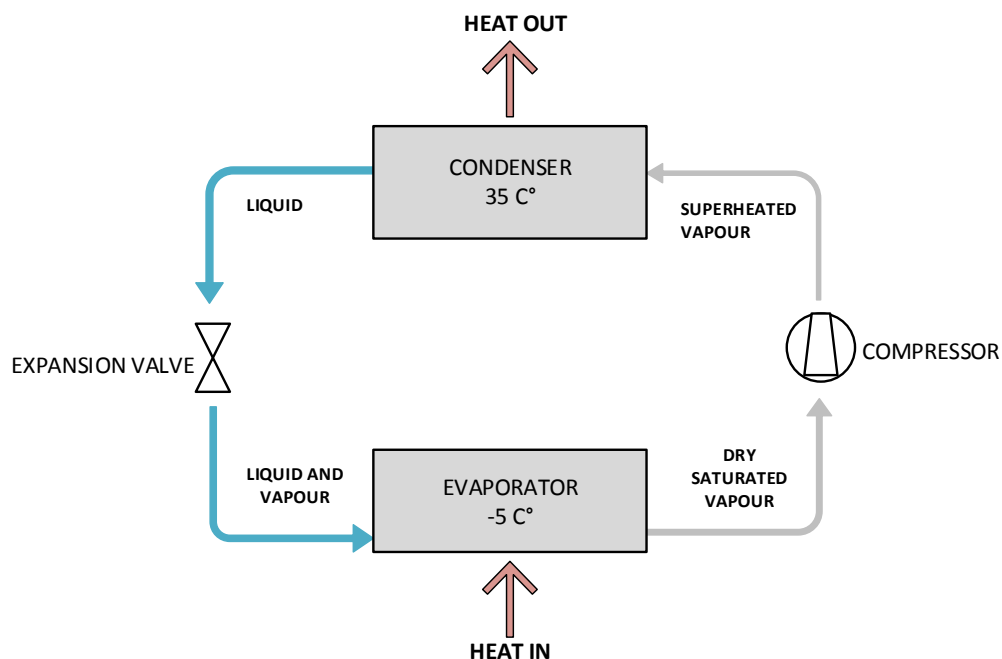 HEAT OUT
CONDENSER
35 C°
LIQUID
SUPERHEATED
VAPOUR
EXPANSION VALVE
COMPRESSOR
LIQUID AND
VAPOUR
EVAPORATOR
-5 C°
DRY
SATURATED
VAPOUR
HEAT IN